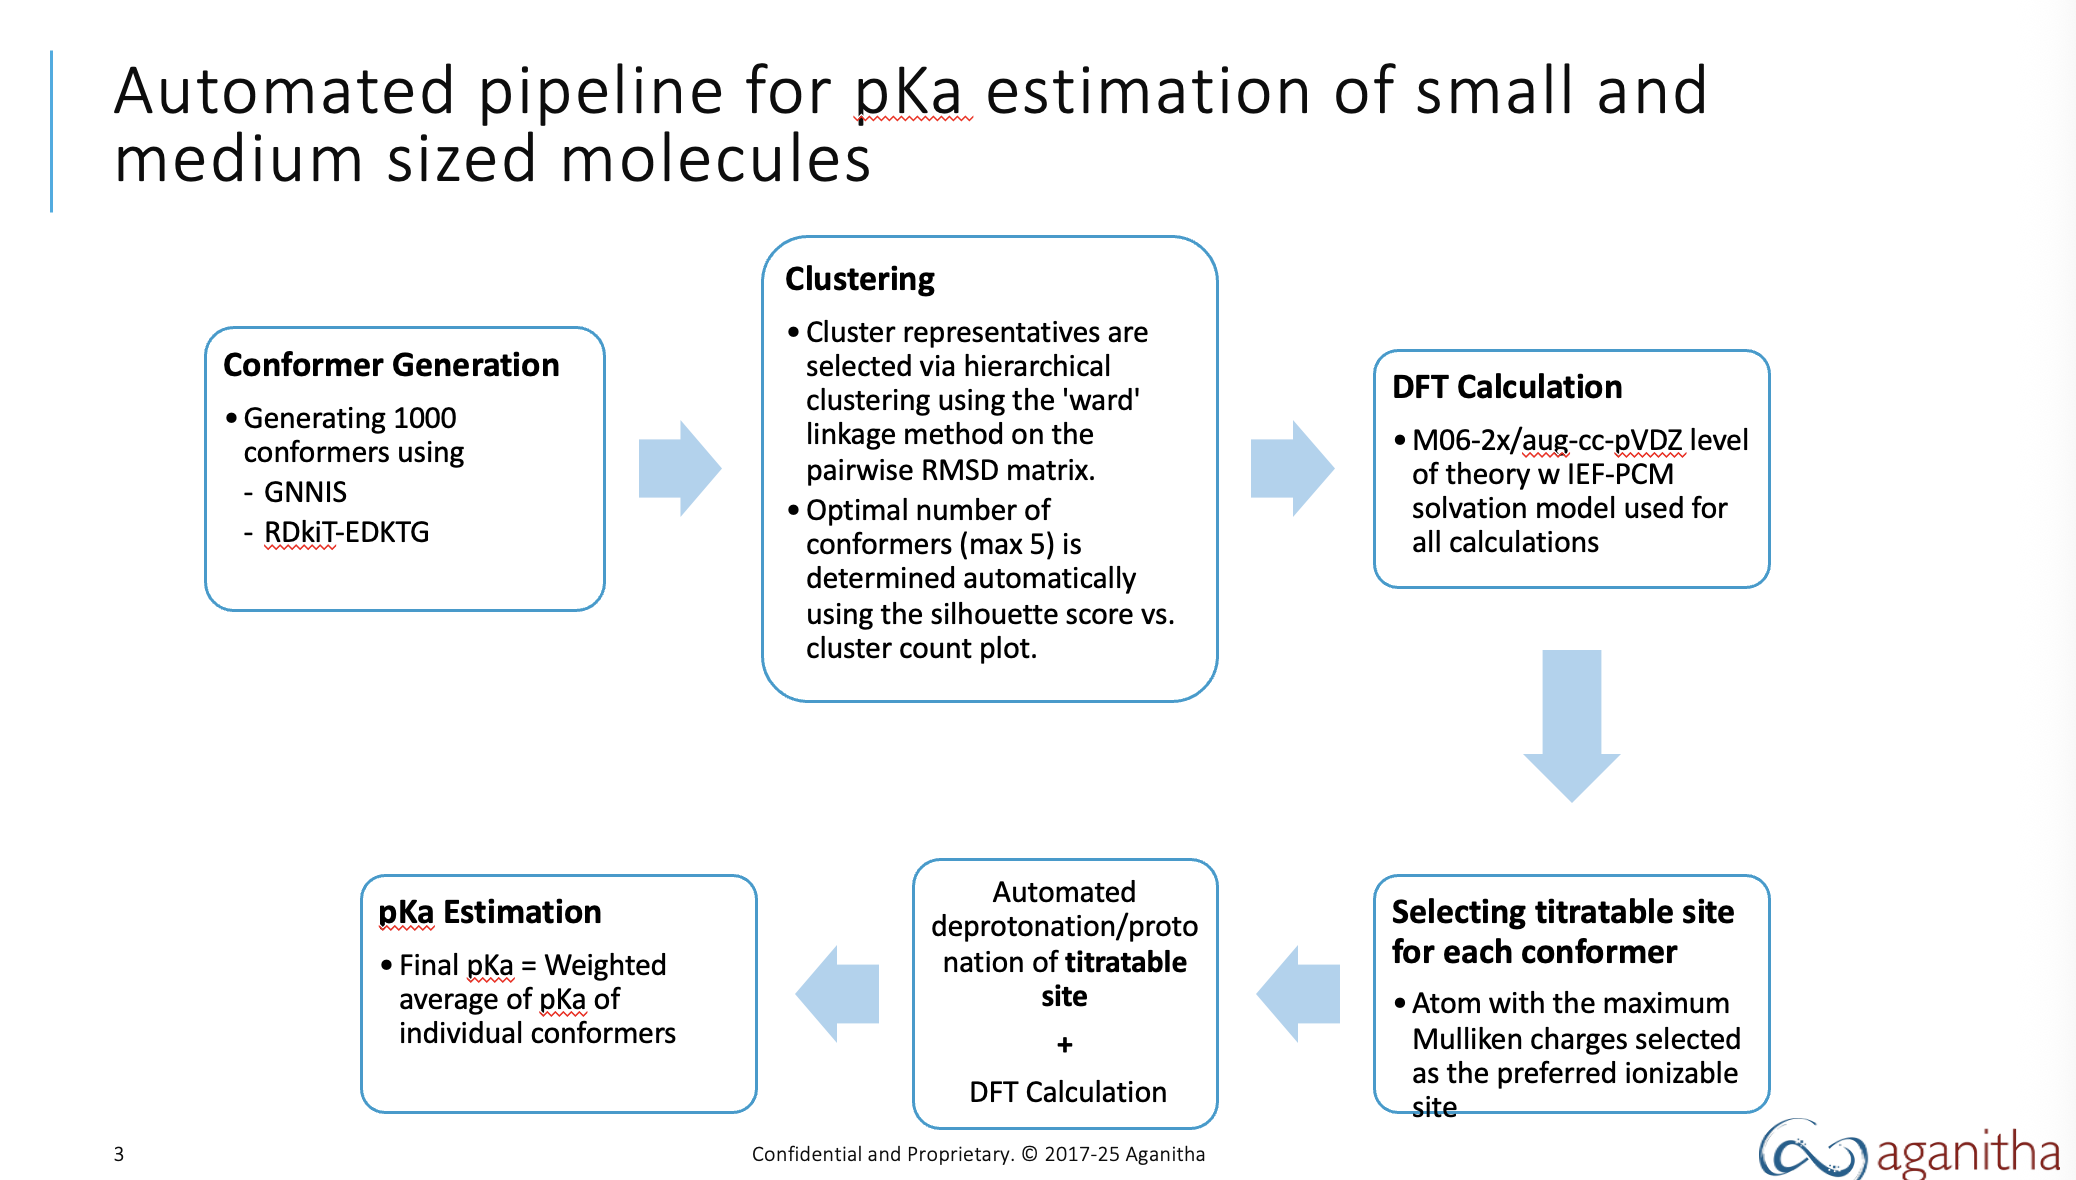 Automated pipeline for pKa estimation of small and
medium sized molecules
Conformer Generation
• Generating 1000
conformers using
- GNNIS
- RDkiT-EDKTG
Clustering
• Cluster representatives are
selected via hierarchical
clustering using the 'ward'
linkage method on the
pairwise RMSD matrix.
• Optimal number of
conformers (max 5) is
determined automatically
using the silhouette score vs.
cluster count plot.
DFT Calculation
• M06-2x/aug-cc-pVDZ level
of theory w IEF-PCM
solvation model used for
all calculations
Selecting titratable site
for each conformer
• Atom with the maximum
Mulliken charges selected
as the preferred ionizable
site
Automated
deprotonation/proto
nation of titratable
site
+
DFT Calculation
pKa Estimation
• Final pKa = Weighted
average of pKa of
individual conformers
3
Confidential and Proprietary. © 2017-25 Aganitha
aganitha